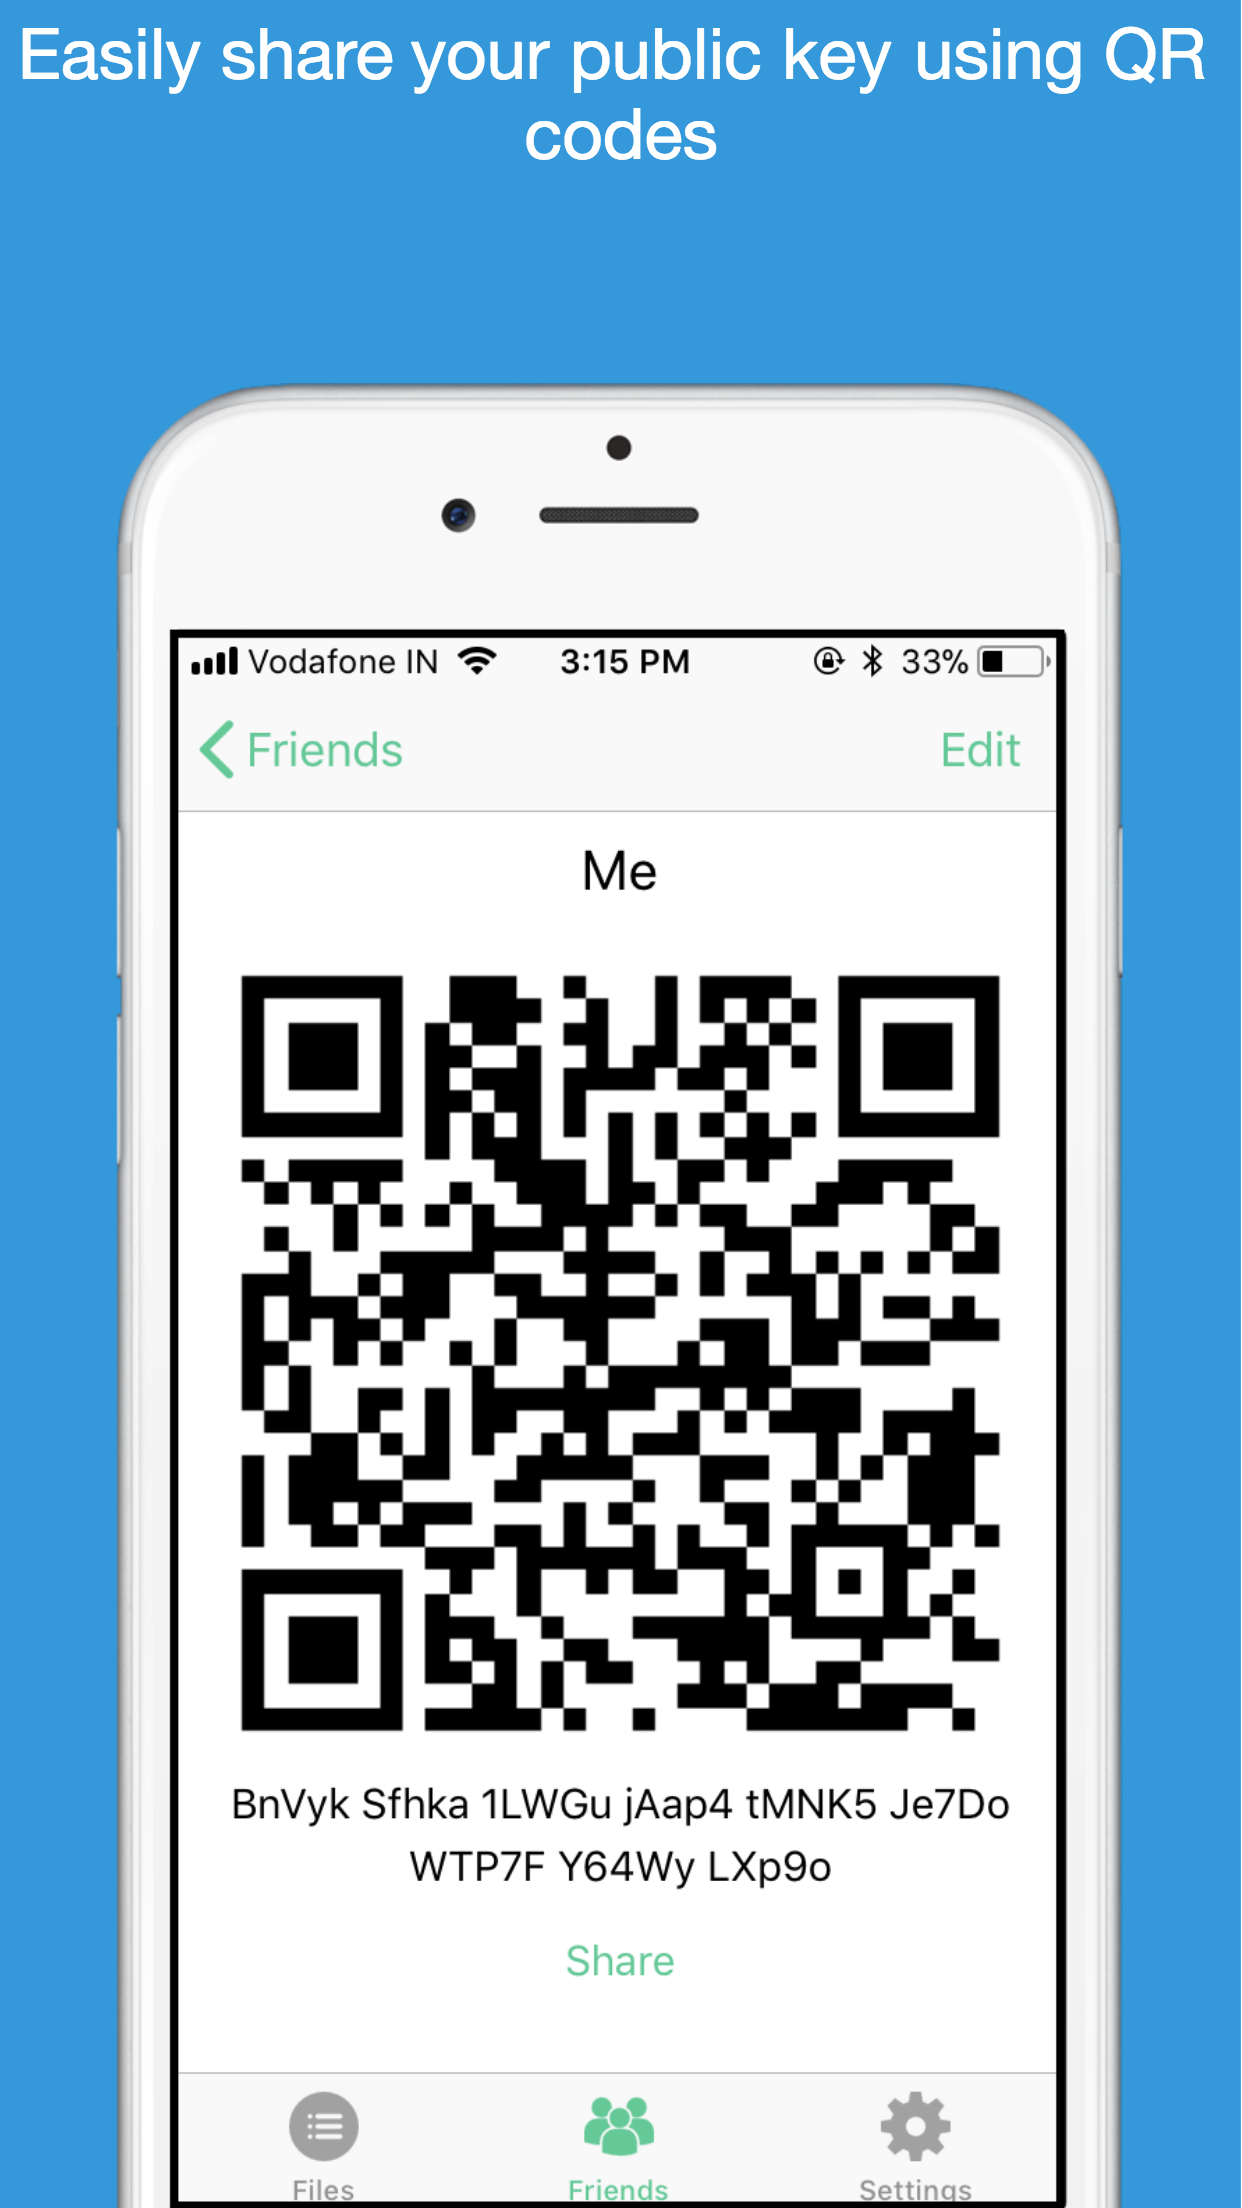 Easily share your public key using QR
codes
Vodafone IN 3:15 PM 33%
Friends Edit
Me
BnVyk Sfhka 1LWGu jAap4 tMNK5 Je7Do
WTP7F Y64Wy LXp9o
Share
Files Friends Settings